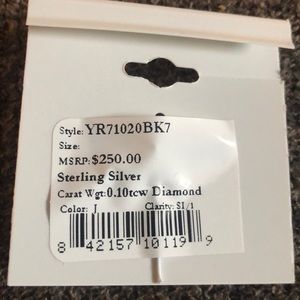 Style: YR71020BK7
Size:
MSRP: $250.00
Sterling Silver
Carat Wgt: 0.10tcw Diamond
Color: J Clarity: SI/1
8 42157 10119 9